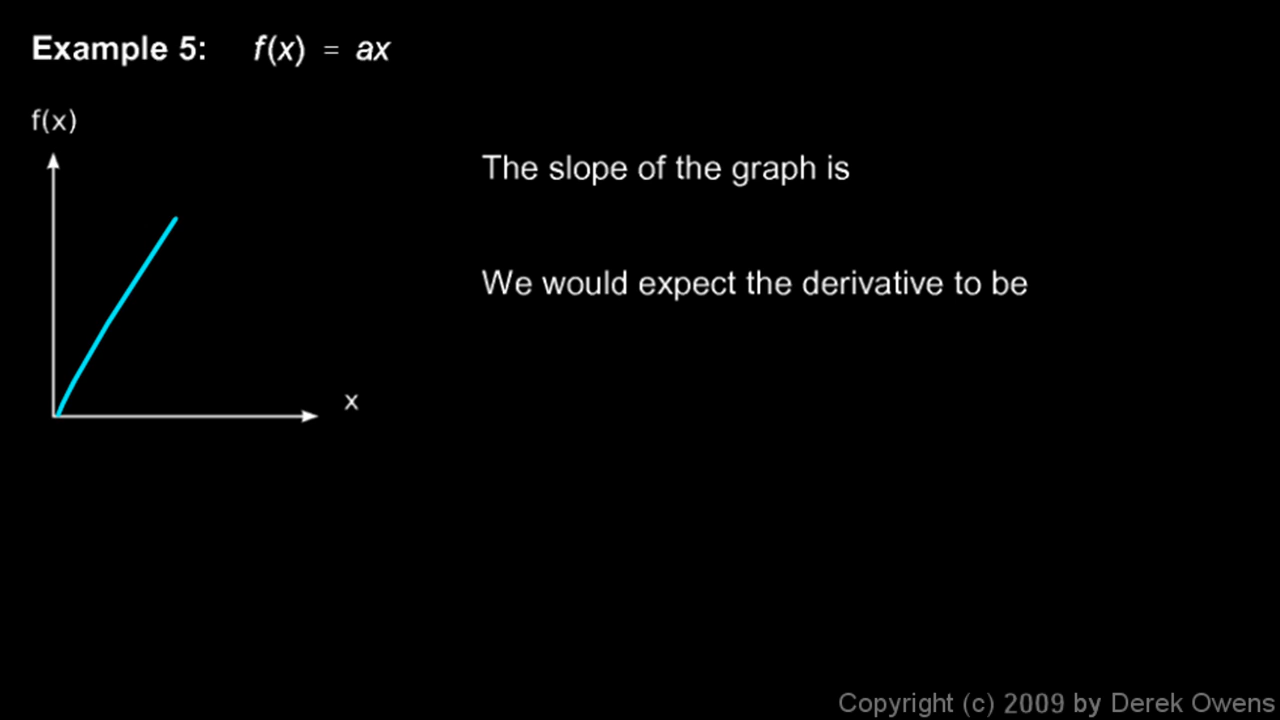 Example 5: f(x) = ax
f(x)
The slope of the graph is
We would expect the derivative to be
x
Copyright (c) 2009 by Derek Owens